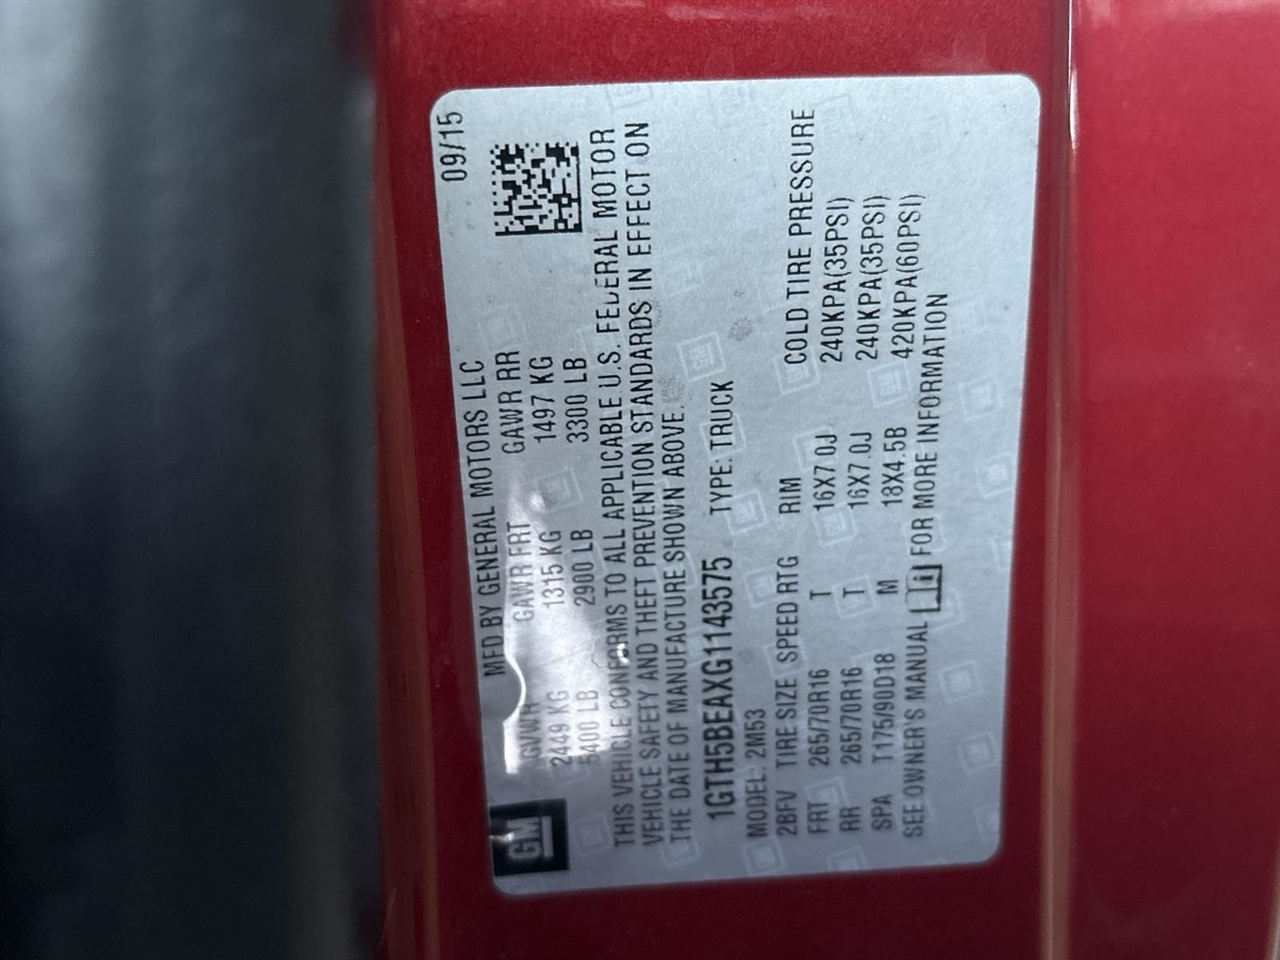 GM
MFD BY GENERAL MOTORS LLC 09/15
GVWR GAWR FRT GAWR RR
2449 KG 1315 KG 1497 KG
5400 LB 2900 LB 3300 LB
THIS VEHICLE CONFORMS TO ALL APPLICABLE U.S. FEDERAL MOTOR
VEHICLE SAFETY AND THEFT PREVENTION STANDARDS IN EFFECT ON
THE DATE OF MANUFACTURE SHOWN ABOVE.
1GTH5BEAXG1143575 TYPE: TRUCK
MODEL: 2M53
2BFV TIRE SIZE SPEED RTG RIM COLD TIRE PRESSURE
FRT 265/70R16 T 16X7.0J 240KPA(35PSI)
RR 265/70R16 T 16X7.0J 240KPA(35PSI)
SPA T175/90D18 M 18X4.5B 420KPA(60PSI)
SEE OWNER'S MANUAL i FOR MORE INFORMATION